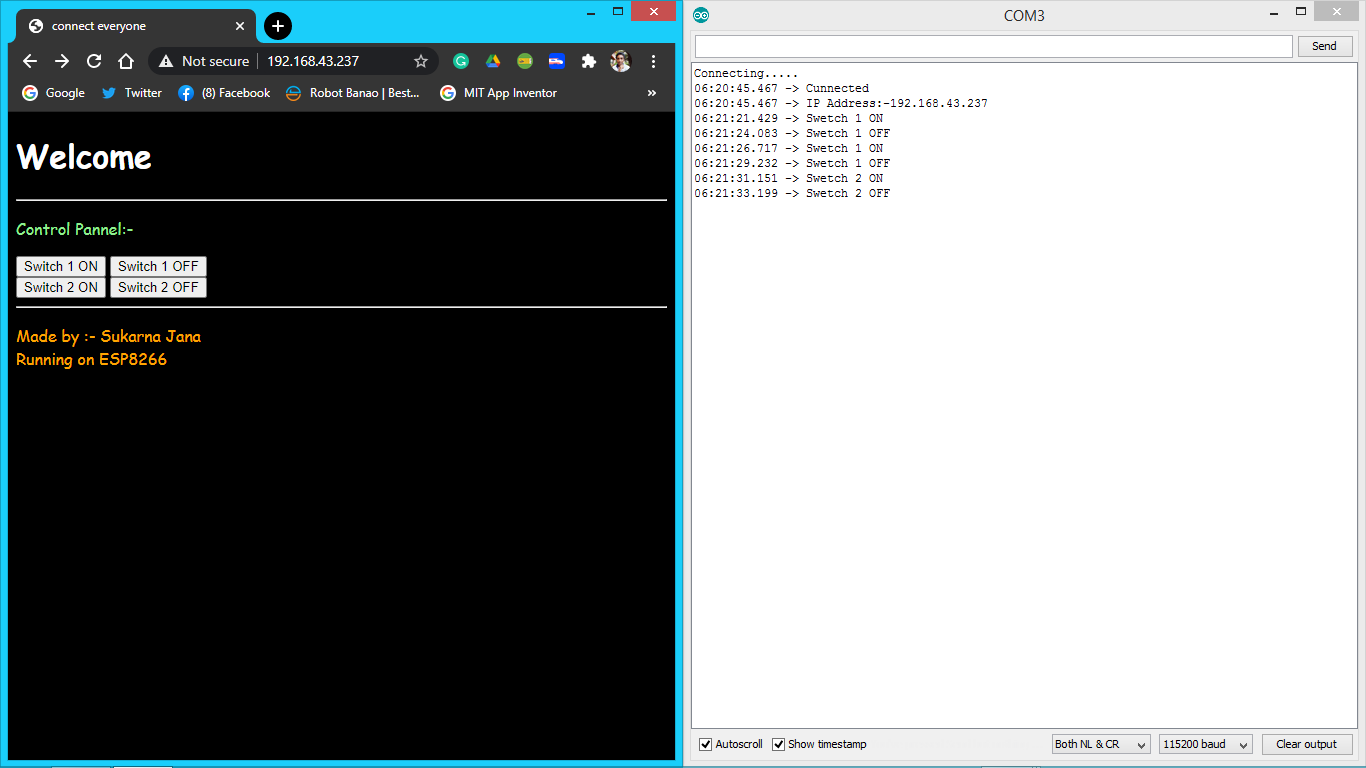 connect everyone
Not secure 192.168.43.237
Google Twitter (8) Facebook Robot Banao | Best... MIT App Inventor »
Welcome
Control Pannel:-
Switch 1 ON Switch 1 OFF
Switch 2 ON Switch 2 OFF
Made by :- Sukarna Jana
Running on ESP8266
COM3
Send
Connecting.....
06:20:45.467 -> Cunnected
06:20:45.467 -> IP Address:-192.168.43.237
06:21:21.429 -> Swetch 1 ON
06:21:24.083 -> Swetch 1 OFF
06:21:26.717 -> Swetch 1 ON
06:21:29.232 -> Swetch 1 OFF
06:21:31.151 -> Swetch 2 ON
06:21:33.199 -> Swetch 2 OFF
Autoscroll Show timestamp Both NL & CR 115200 baud Clear output